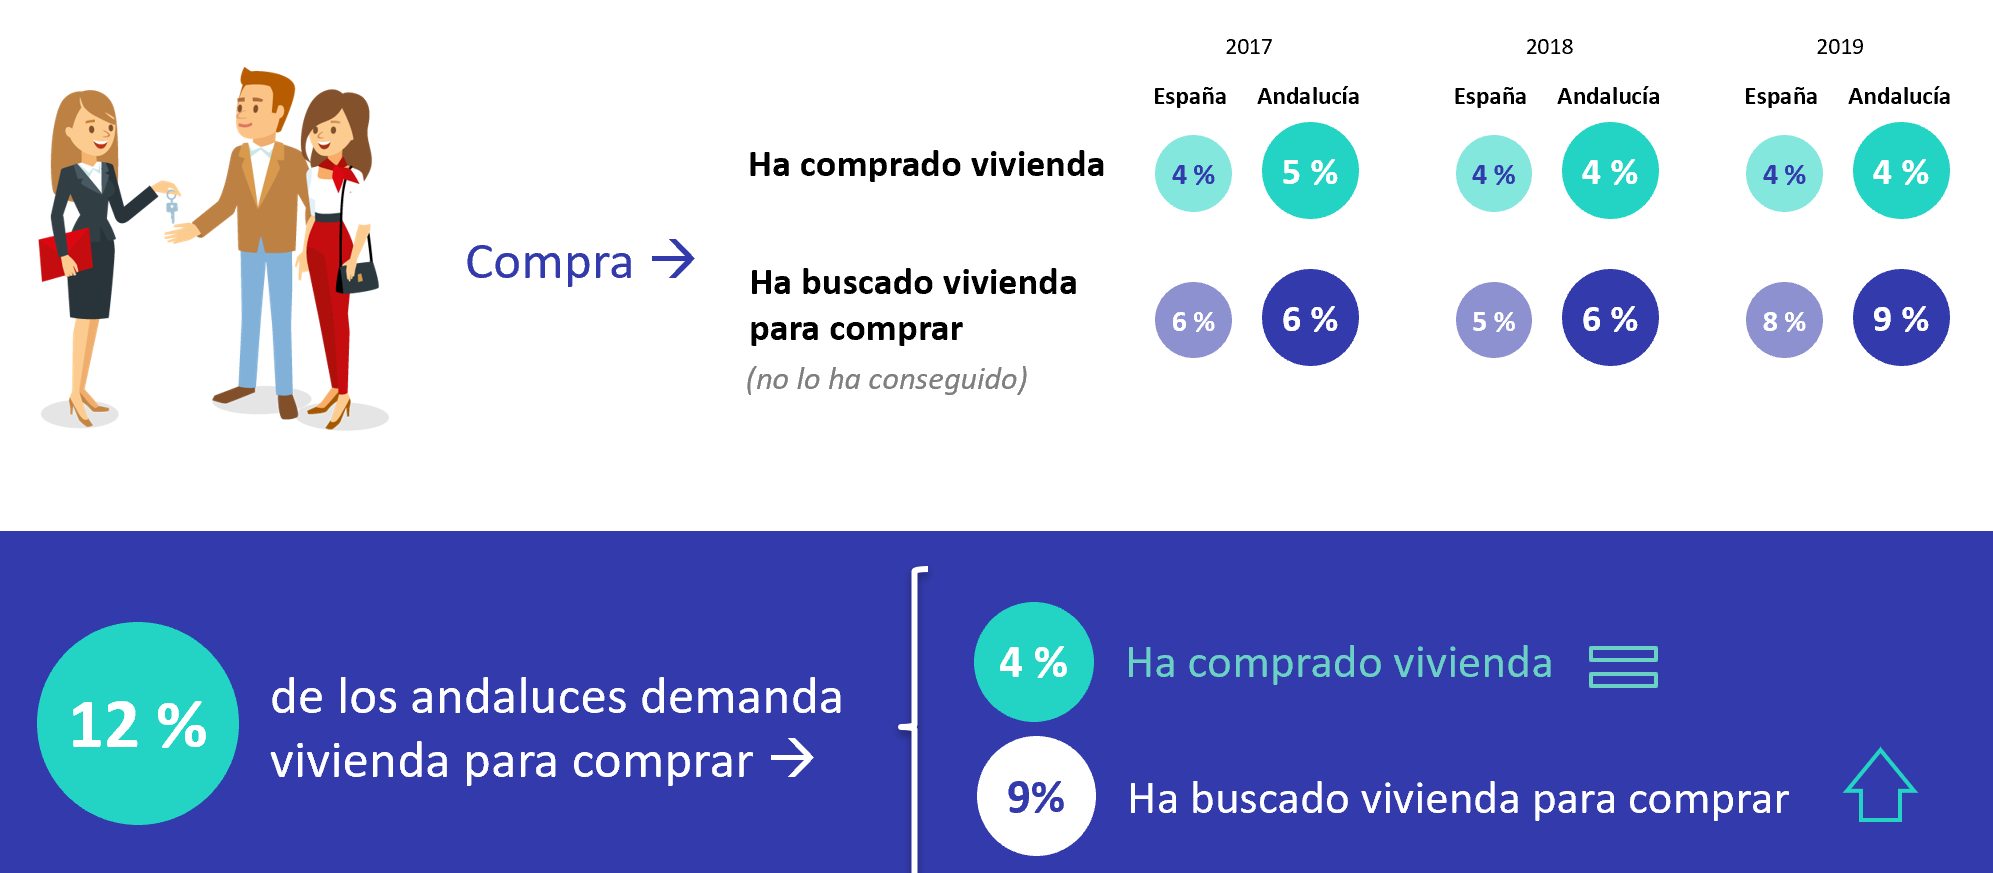 2017 2018 2019
España Andalucía España Andalucía España Andalucía
Ha comprado vivienda 4 % 5 % 4 % 4 % 4 % 4 %
Compra →
Ha buscado vivienda
para comprar 6 % 6 % 5 % 6 % 8 % 9 %
(no lo ha conseguido)
12 %
de los andaluces demanda
vivienda para comprar →
4 % Ha comprado vivienda
9% Ha buscado vivienda para comprar